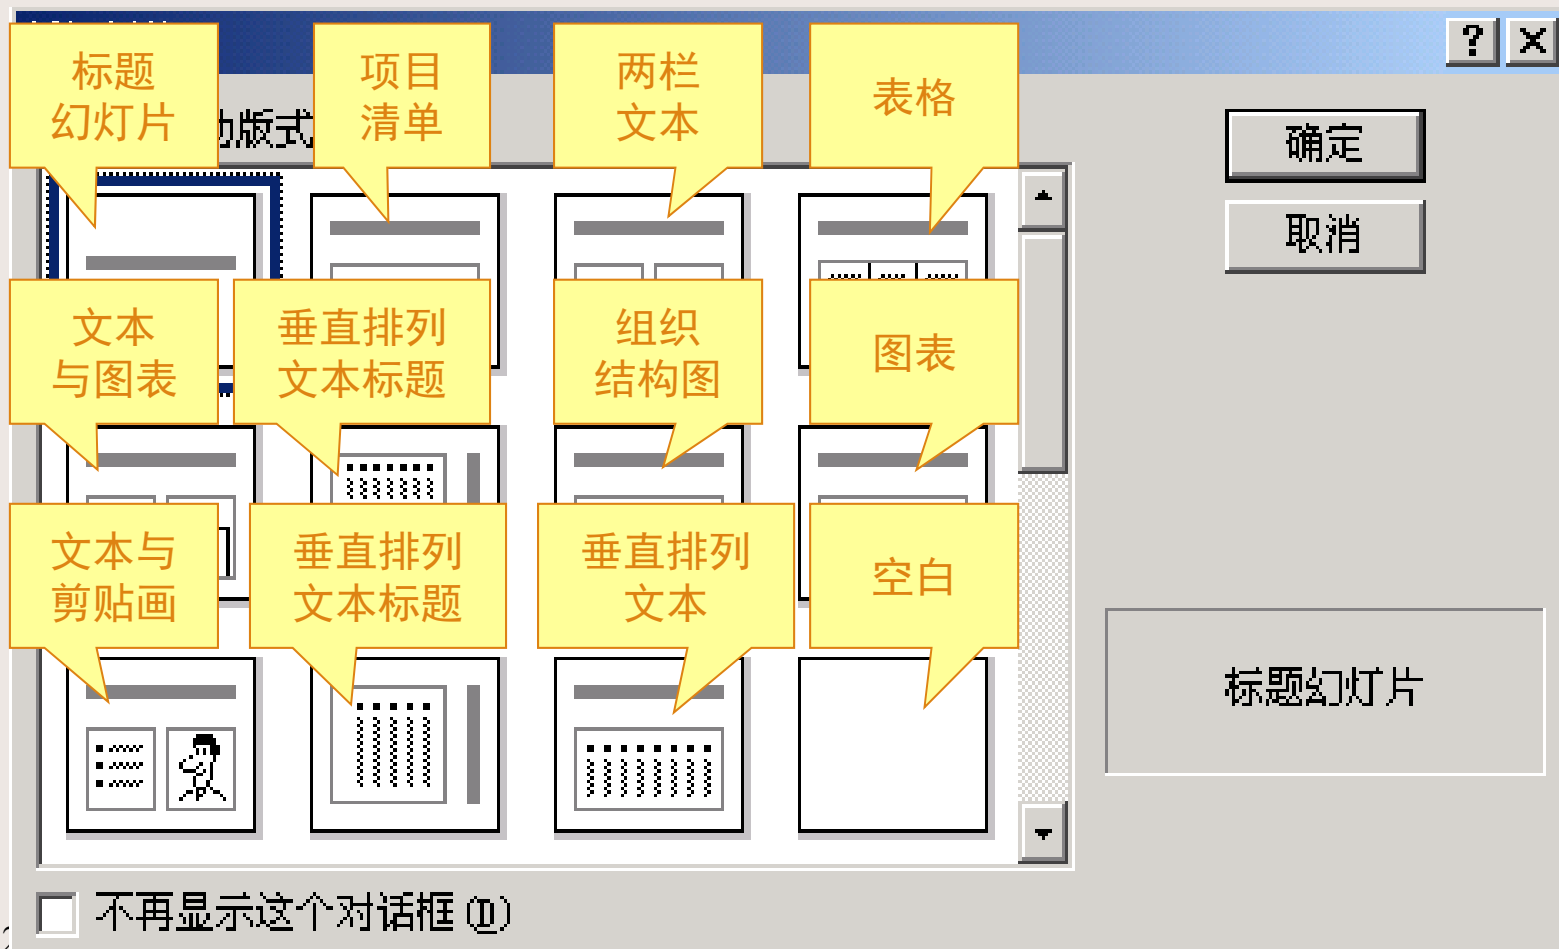 标题
幻灯片
项目
清单
两栏
文本
表格
版式
确定
取消
文本
与图表
垂直排列
文本标题
组织
结构图
图表
文本与
剪贴画
垂直排列
文本标题
垂直排列
文本
空白
标题幻灯片
不再显示这个对话框(D)